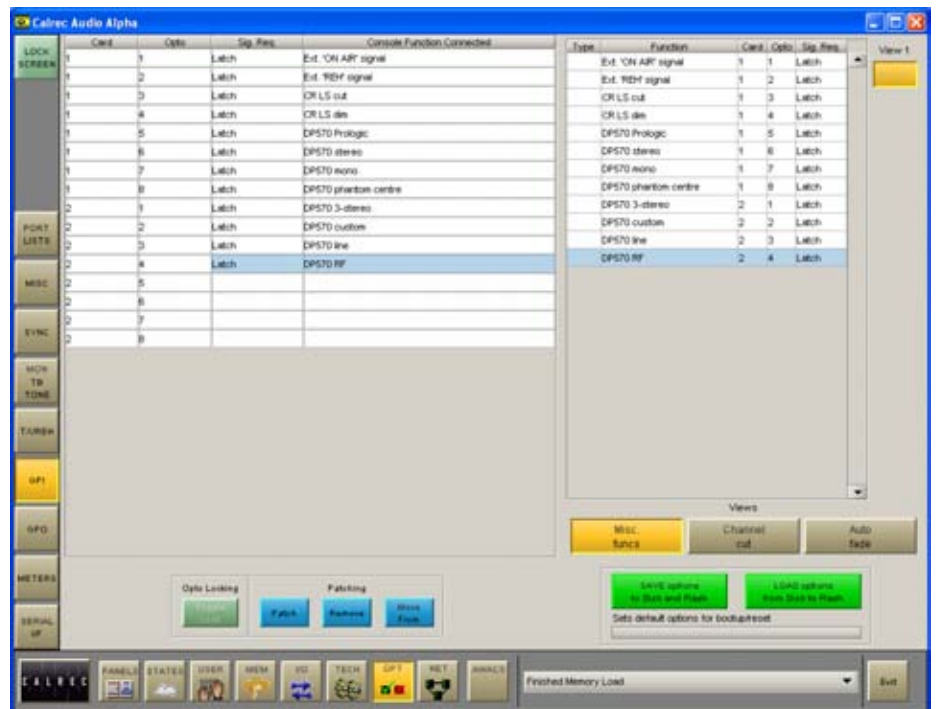 Calrec Audio Alpha
LOCK SCREEN
PORT LISTS
MISC
SYNC
MON TB TONE
GPI
GPO
METERS
SERIAL I/F
Card Opto Sig. Req. Console Function Connected
1 1 Latch Ext. 'ON AIR' signal
1 2 Latch Ext. 'REH' signal
1 3 Latch CR LS cut
1 4 Latch CR LS dim
1 5 Latch DP570 Prologic
1 6 Latch DP570 stereo
1 7 Latch DP570 mono
1 8 Latch DP570 phantom centre
2 1 Latch DP570 3-stereo
2 2 Latch DP570 custom
2 3 Latch DP570 line
2 4 Latch DP570 RF
2 5
2 6
2 7
2 8
Type Function Card Opto Sig. Req.
Ext. 'ON AIR' signal 1 1 Latch
Ext. 'REH' signal 1 2 Latch
CR LS cut 1 3 Latch
CR LS dim 1 4 Latch
DP570 Prologic 1 5 Latch
DP570 stereo 1 6 Latch
DP570 mono 1 7 Latch
DP570 phantom centre 1 8 Latch
DP570 3-stereo 2 1 Latch
DP570 custom 2 2 Latch
DP570 line 2 3 Latch
DP570 RF 2 4 Latch
View 1
Views
Misc. funcs
Channel cut
Auto fade
Opto Locking
Patching
Patch
Remove
Move From
SAVE options to Disk and Flash
LOAD options from Disk to Flash
Sets default options for bootup/reset
CALREC
PANELS
STATES
USER
MEM
I/O
TECH
OPT
NET
AWACS
Finished Memory Load
Exit